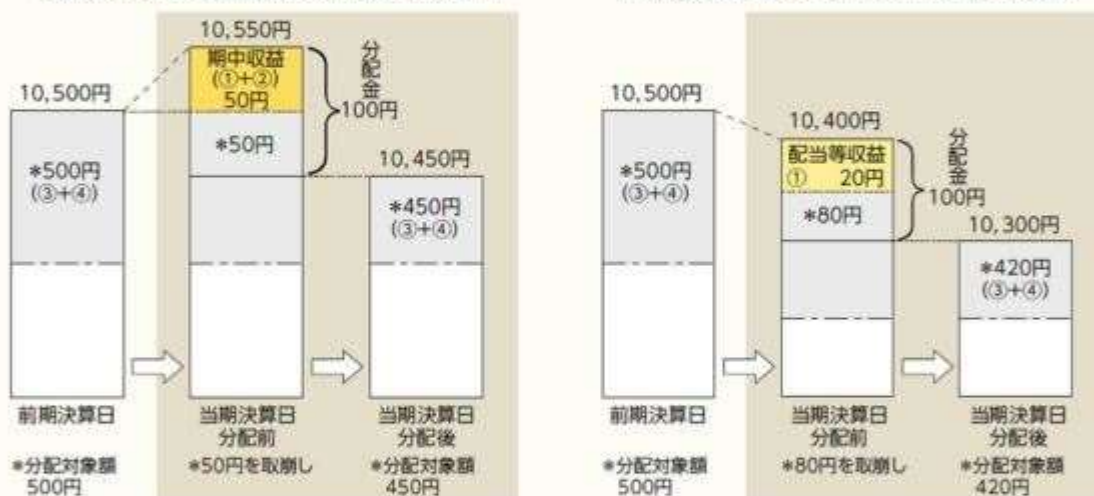 10,550円
期中収益
(①+②)
50円
*50円
分配金
100円
10,500円
*500円
(③+④)
10,450円
*450円
(③+④)
前期決算日
当期決算日
分配前
当期決算日
分配後
*分配対象額
500円
*50円を取崩し
*分配対象額
450円
10,500円
*500円
(③+④)
10,400円
配当等収益
① 20円
*80円
分配金
100円
10,300円
*420円
(③+④)
前期決算日
当期決算日
分配前
当期決算日
分配後
*分配対象額
500円
*80円を取崩し
*分配対象額
420円